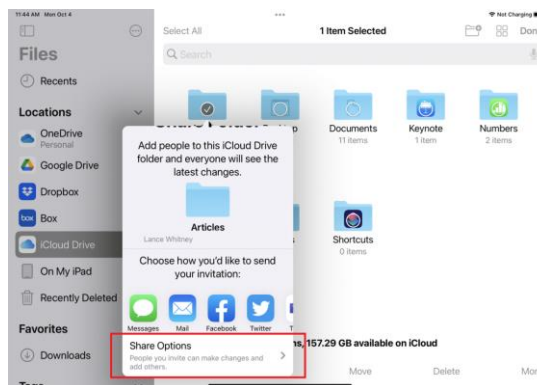 11:44 AM Mon Oct 4
Not Charging
Select All
1 Item Selected
Files
Search
Recents
Locations
OneDrive
Personal
Google Drive
Dropbox
box
Box
iCloud Drive
On My iPad
Recently Deleted
Favorites
Downloads
Documents
11 items
Keynote
1 item
Numbers
2 items
Shortcuts
0 items
Add people to this iCloud Drive
folder and everyone will see the
latest changes.
Articles
Lance Whitney
Choose how you'd like to send
your invitation:
Messages
Mail
Facebook
Twitter
Share Options
People you invite can make changes and
add others.
157.29 GB available on iCloud
Move
Delete